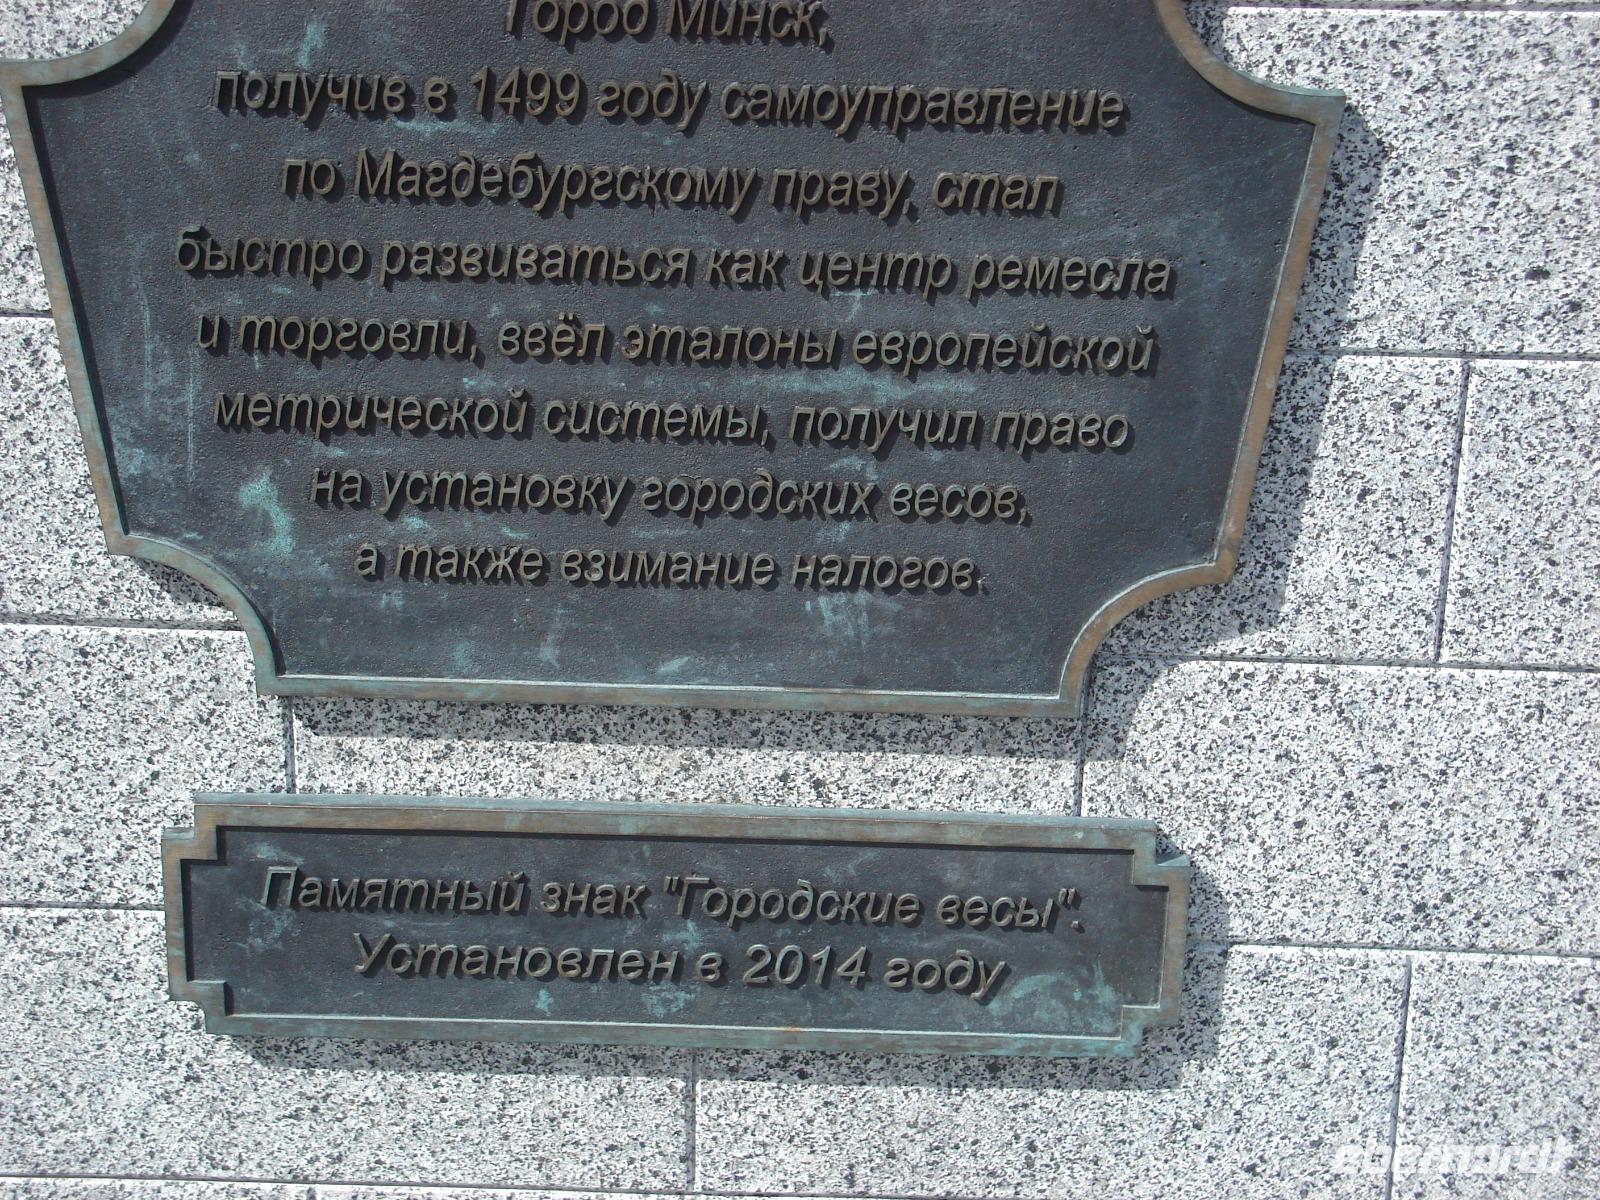 Город Минск,
получив в 1499 году самоуправление
по Магдебургскому праву, стал
быстро развиваться как центр ремесла
и торговли, ввёл эталоны европейской
метрической системы, получил право
на установку городских весов,
а также взимание налогов.
Памятный знак "Городские весы".
Установлен в 2014 году
eberhardt